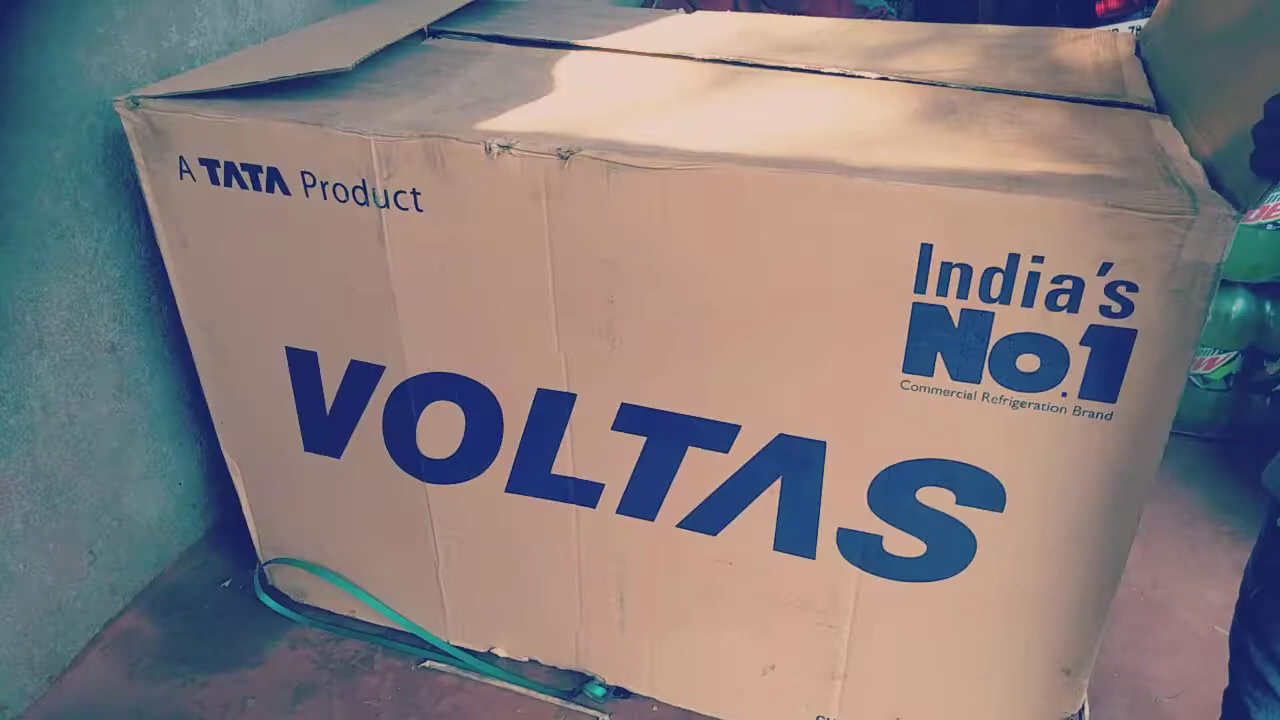 A TATA Product
India's
No.1
Commercial Refrigeration Brand
VOLTAS